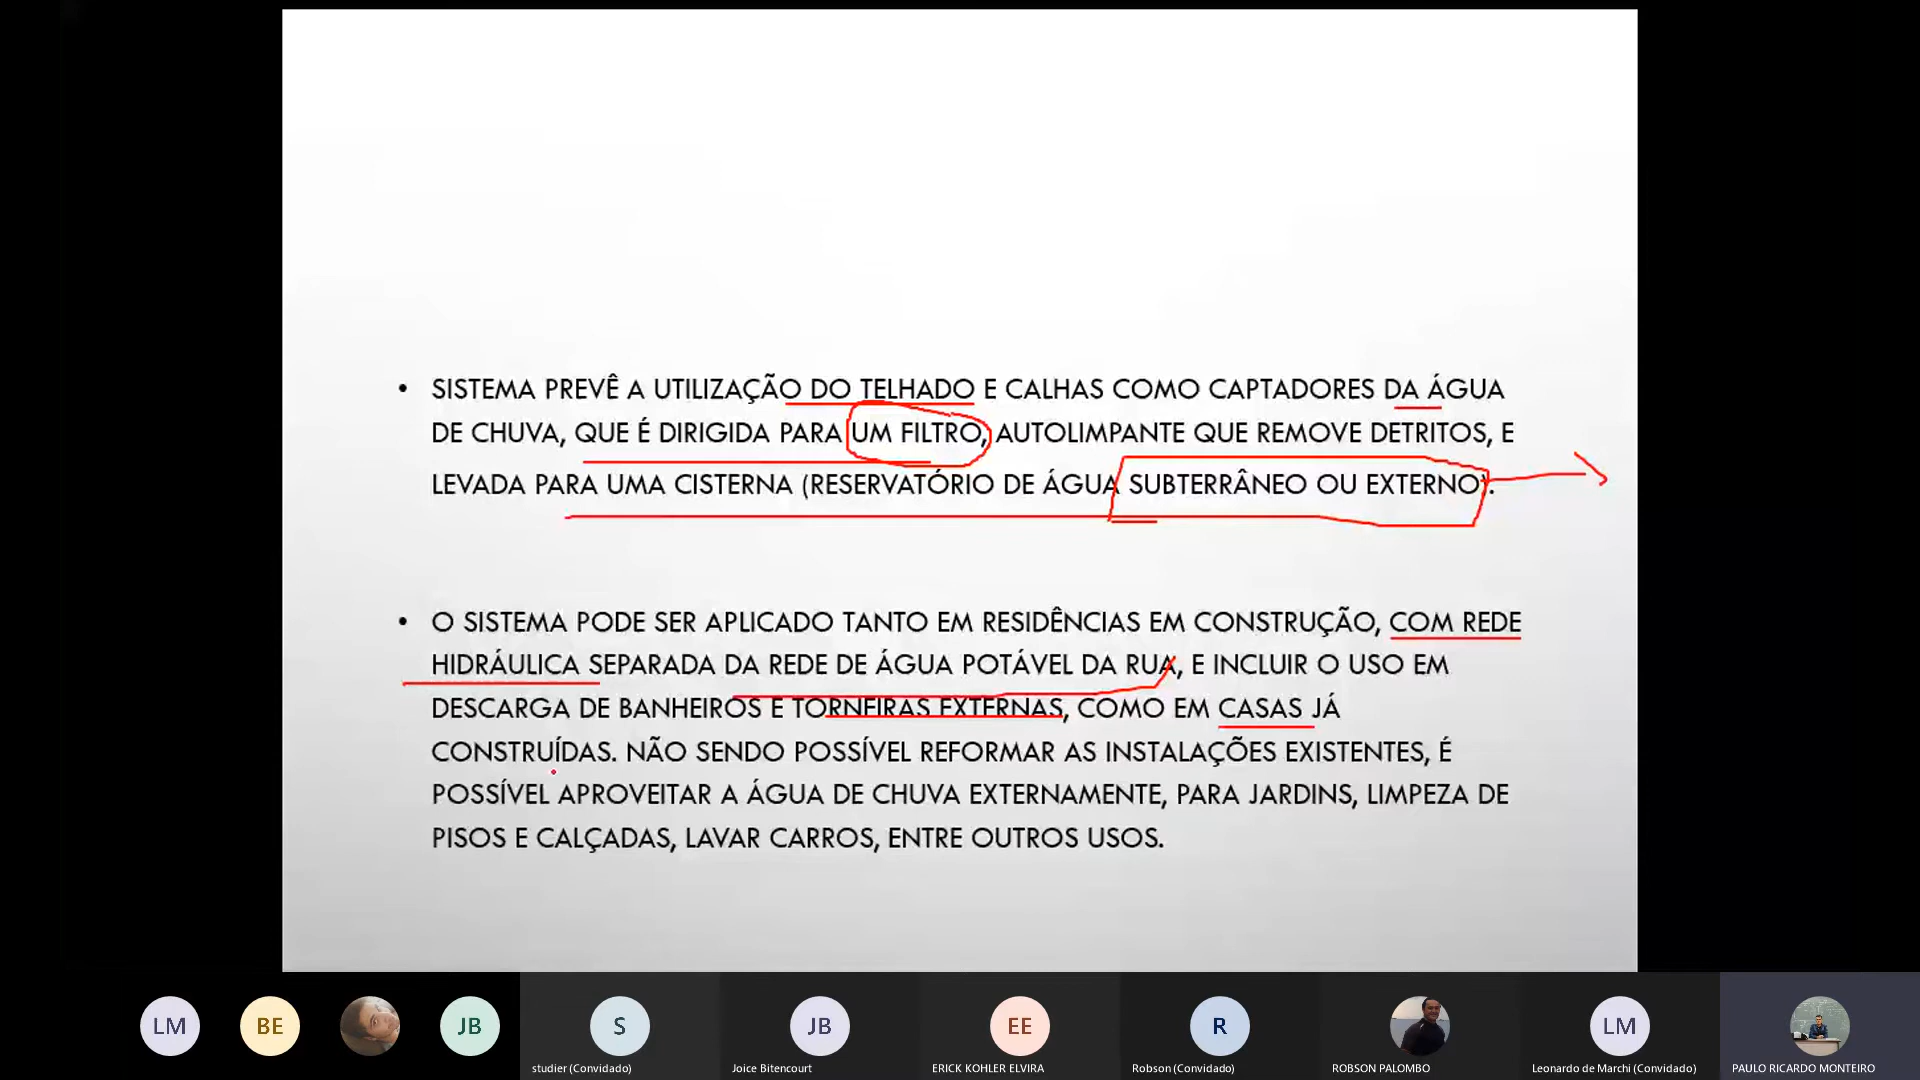 • SISTEMA PREVÊ A UTILIZAÇÃO DO TELHADO E CALHAS COMO CAPTADORES DA ÁGUA
DE CHUVA, QUE É DIRIGIDA PARA UM FILTRO, AUTOLIMPANTE QUE REMOVE DETRITOS, E
LEVADA PARA UMA CISTERNA (RESERVATÓRIO DE ÁGUA SUBTERRÂNEO OU EXTERNO).
• O SISTEMA PODE SER APLICADO TANTO EM RESIDÊNCIAS EM CONSTRUÇÃO, COM REDE
HIDRÁULICA SEPARADA DA REDE DE ÁGUA POTÁVEL DA RUA, E INCLUIR O USO EM
DESCARGA DE BANHEIROS E TORNEIRAS EXTERNAS, COMO EM CASAS JÁ
CONSTRUÍDAS. NÃO SENDO POSSÍVEL REFORMAR AS INSTALAÇÕES EXISTENTES, É
POSSÍVEL APROVEITAR A ÁGUA DE CHUVA EXTERNAMENTE, PARA JARDINS, LIMPEZA DE
PISOS E CALÇADAS, LAVAR CARROS, ENTRE OUTROS USOS.
LM BE JB S JB EE R LM
studier (Convidado) Joice Bitencourt ERICK KOHLER ELVIRA Robson (Convidado) ROBSON PALOMBO Leonardo de Marchi (Convidado) PAULO RICARDO MONTEIRO